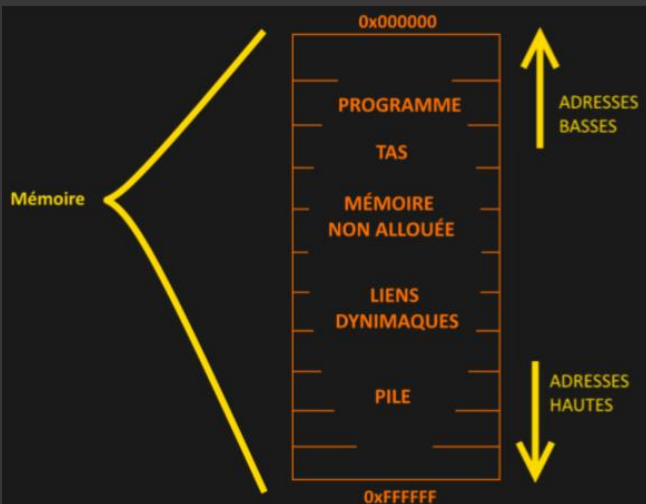 0x000000
PROGRAMME
ADRESSES
BASSES
TAS
Mémoire
MÉMOIRE
NON ALLOUÉE
LIENS
DYNIMAQUES
ADRESSES
HAUTES
PILE
0xFFFFFF